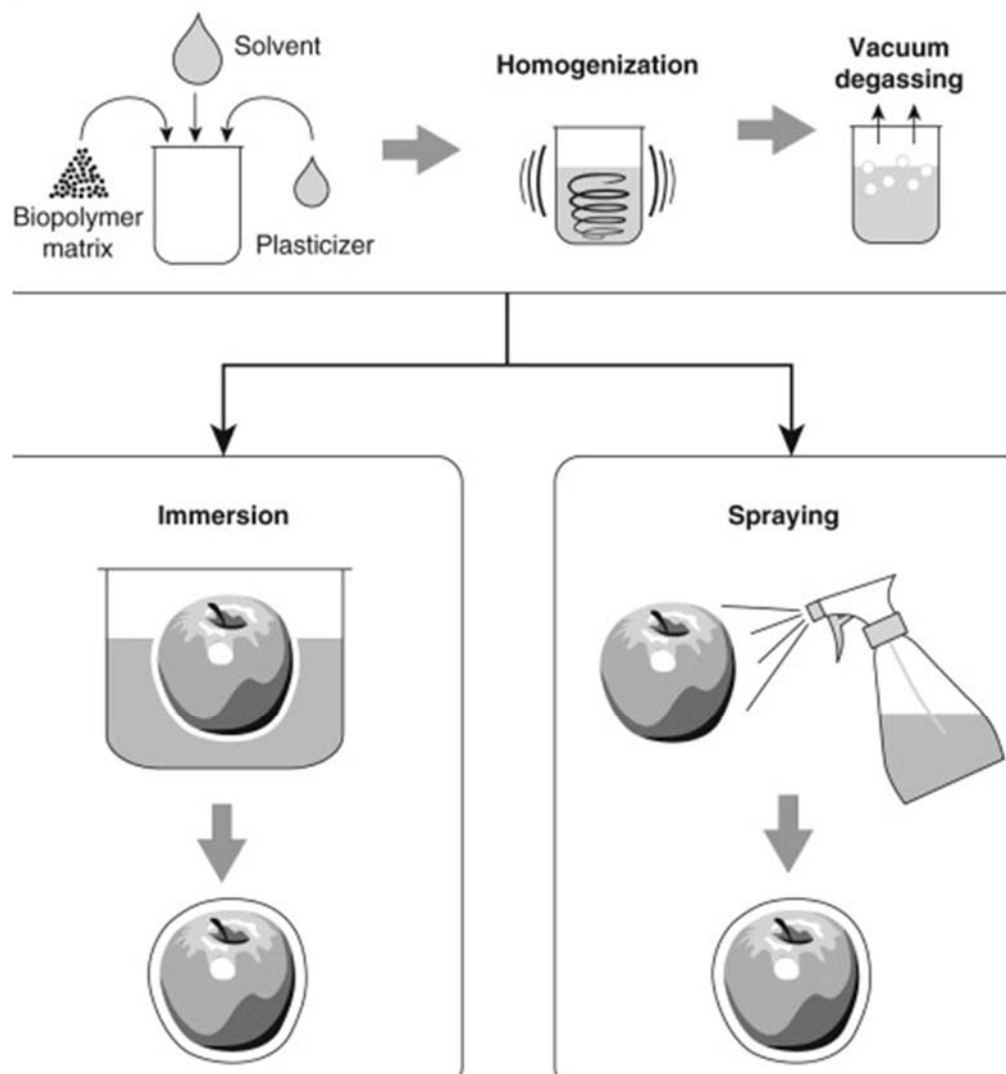 Solvent
Homogenization
Vacuum
degassing
Biopolymer
matrix
Plasticizer
Immersion
Spraying